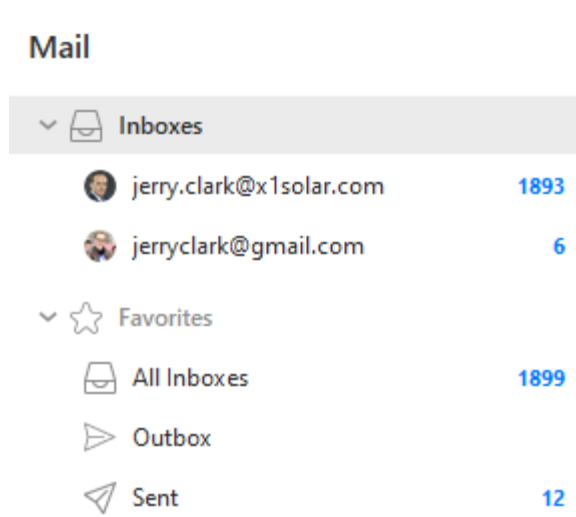 Mail
Inboxes
jerry.clark@x1solar.com 1893
jerryclark@gmail.com 6
Favorites
All Inboxes 1899
Outbox
Sent 12